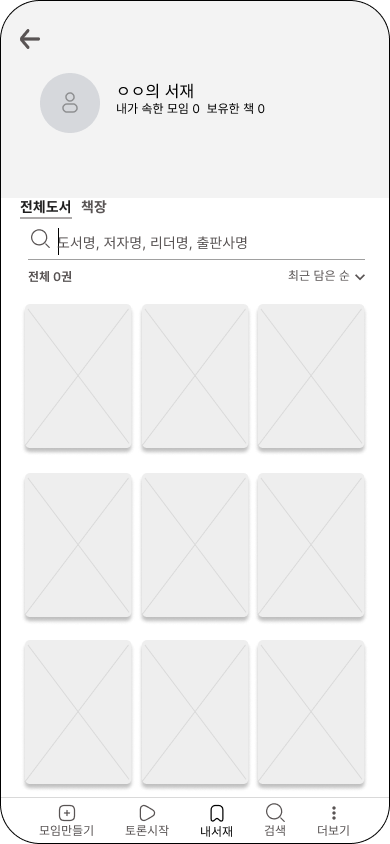 ㅇㅇ의 서재
내가 속한 모임 0 보유한 책 0
전체도서 책장
도서명, 저자명, 리더명, 출판사명
전체 0권 최근 담은 순
모임만들기 토론시작 내서재 검색 더보기